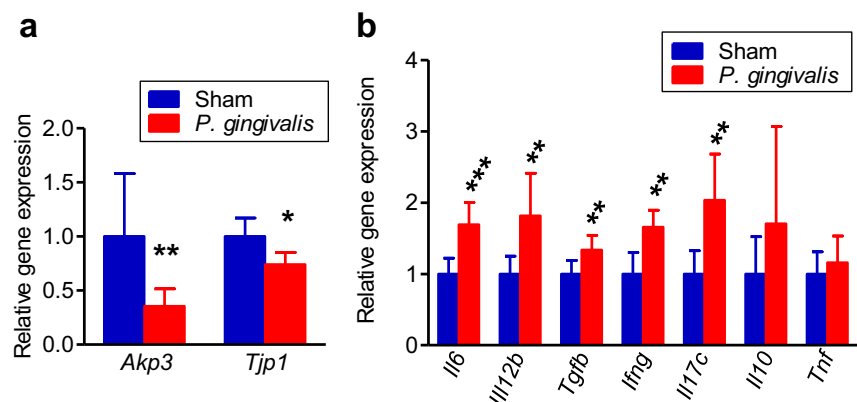 a
Sham
P. gingivalis
Relative gene expression
2.0
1.5
1.0
0.5
0.0
**
*
Akp3
Tjp1
b
Sham
P. gingivalis
Relative gene expression
4
3
2
1
0
***
**
**
**
**
Il6
Il12b
Tgfb
Ifng
Il17c
Il10
Tnf